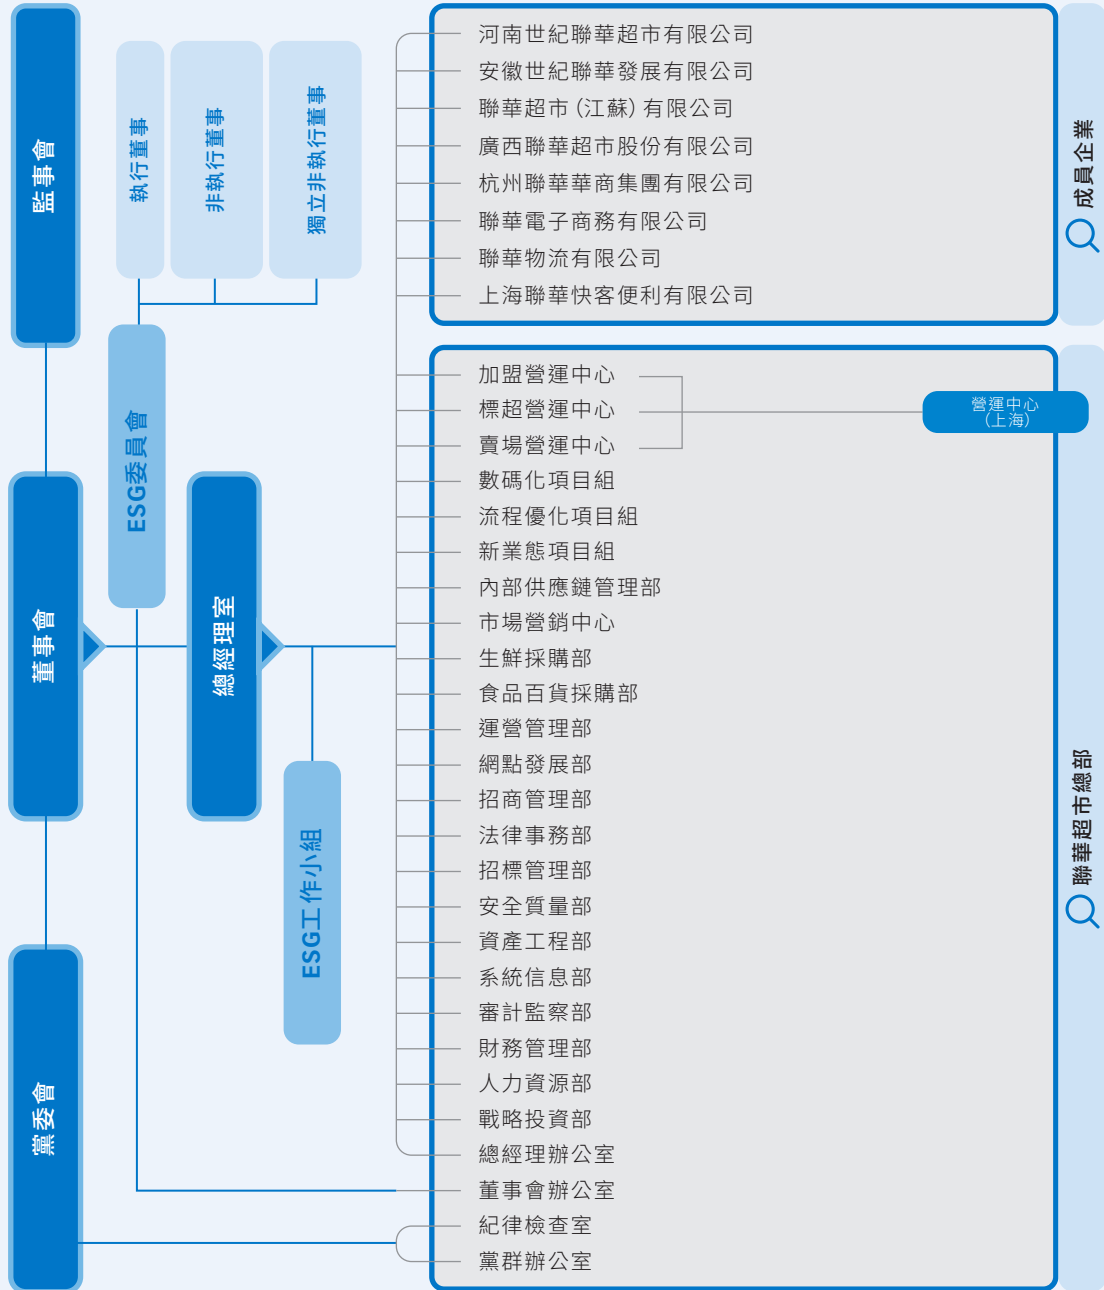 監事會
董事會
黨委會
執行董事
非執行董事
獨立非執行董事
ESG委員會
總經理室
ESG工作小組
河南世紀聯華超市有限公司
安徽世紀聯華發展有限公司
聯華超市（江蘇）有限公司
廣西聯華超市股份有限公司
杭州聯華華商集團有限公司
聯華電子商務有限公司
聯華物流有限公司
上海聯華快客便利有限公司
成員企業
加盟營運中心
標超營運中心
賣場營運中心
營運中心
（上海）
數碼化項目組
流程優化項目組
新業態項目組
內部供應鏈管理部
市場營銷中心
生鮮採購部
食品百貨採購部
運營管理部
網點發展部
招商管理部
法律事務部
招標管理部
安全質量部
資產工程部
系統信息部
審計監察部
財務管理部
人力資源部
戰略投資部
總經理辦公室
董事會辦公室
紀律檢查室
黨群辦公室
聯華超市總部